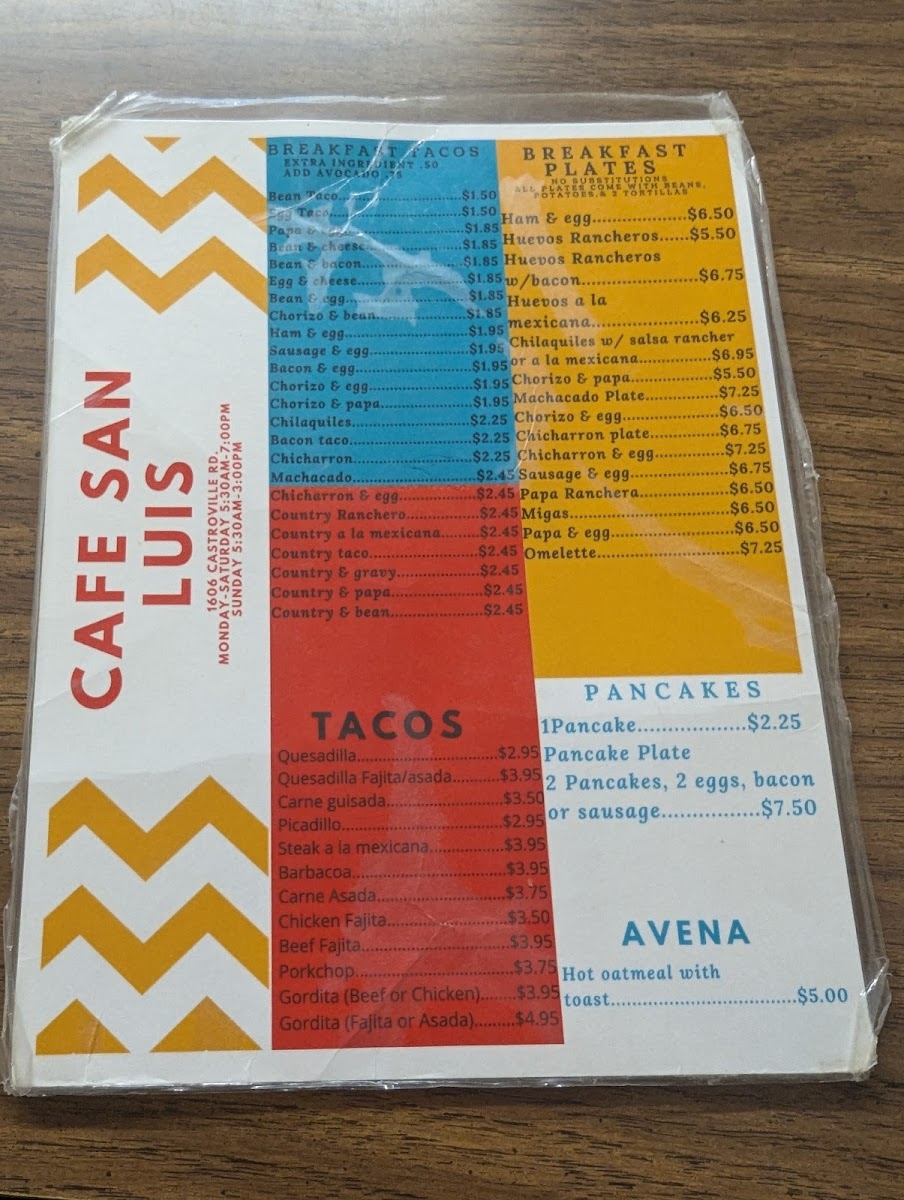 CAFE SAN
LUIS
1606 CASTROVILLE RD.
MONDAY-SATURDAY 5:30AM-7:00PM
SUNDAY 5:30AM-3:00PM
BREAKFAST TACOS
EXTRA INGREDIENT .50
ADD AVOCADO .75
Bean Taco...$1.50
Egg Taco...$1.50
Papa & egg...$1.85
Bean & cheese...$1.85
Bean & bacon...$1.85
Egg & cheese...$1.85
Bean & egg...$1.85
Chorizo & bean...$1.85
Ham & egg...$1.95
Sausage & egg...$1.95
Bacon & egg...$1.95
Chorizo & egg...$1.95
Chorizo & papa...$1.95
Chilaquiles...$2.25
Bacon taco...$2.25
Chicharron...$2.25
Machacado...$2.45
Chicharron & egg...$2.45
Country Ranchero...$2.45
Country a la mexicana...$2.45
Country taco...$2.45
Country & gravy...$2.45
Country & papa...$2.45
Country & bean...$2.45
TACOS
Quesadilla...$2.95
Quesadilla Fajita/asada...$3.95
Carne guisada...$3.50
Picadillo...$2.95
Steak a la mexicana...$3.95
Barbacoa...$3.95
Carne Asada...$3.75
Chicken Fajita...$3.50
Beef Fajita...$3.95
Porkchop...$3.75
Gordita (Beef or Chicken)...$3.95
Gordita (Fajita or Asada)...$4.95
BREAKFAST
PLATES
NO SUBSTITUTIONS
ALL PLATES COME WITH BEANS,
POTATOES,& 2 TORTILLAS
Ham & egg...$6.50
Huevos Rancheros...$5.50
Huevos Rancheros
w/bacon...$6.75
Huevos a la
mexicana...$6.25
Chilaquiles w/ salsa rancher
or a la mexicana...$6.95
Chorizo & papa...$5.50
Machacado Plate...$7.25
Chorizo & egg...$6.50
Chicharron plate...$6.75
Chicharron & egg...$7.25
Sausage & egg...$6.75
Papa Ranchera...$6.50
Migas...$6.50
Papa & egg...$6.50
Omelette...$7.25
PANCAKES
1Pancake...$2.25
Pancake Plate
2 Pancakes, 2 eggs, bacon
or sausage...$7.50
AVENA
Hot oatmeal with
toast...$5.00